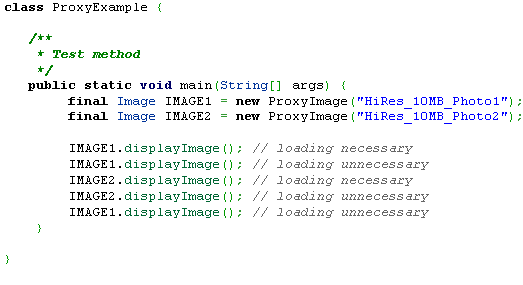 class ProxyExample {
/**
* Test method
*/
public static void main(String[] args) {
final Image IMAGE1 = new ProxyImage("HiRes_10MB_Photo1");
final Image IMAGE2 = new ProxyImage("HiRes_10MB_Photo2");
IMAGE1.displayImage(); // loading necessary
IMAGE1.displayImage(); // loading unnecessary
IMAGE2.displayImage(); // loading necessary
IMAGE2.displayImage(); // loading unnecessary
IMAGE1.displayImage(); // loading unnecessary
}
}